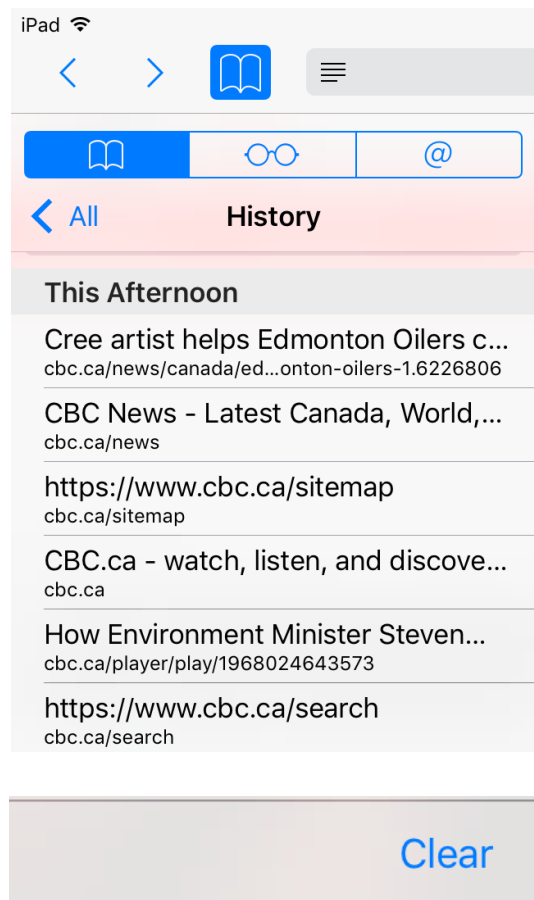 iPad
@
All
History
This Afternoon
Cree artist helps Edmonton Oilers c...
cbc.ca/news/canada/ed...onton-oilers-1.6226806
CBC News - Latest Canada, World,...
cbc.ca/news
https://www.cbc.ca/sitemap
cbc.ca/sitemap
CBC.ca - watch, listen, and discove...
cbc.ca
How Environment Minister Steven...
cbc.ca/player/play/1968024643573
https://www.cbc.ca/search
cbc.ca/search
Clear